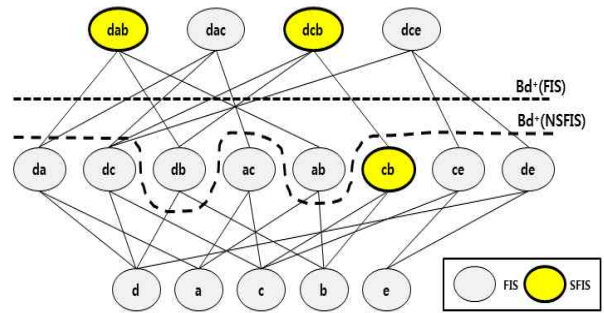 dab dac dcb dce
Bd⁺(FIS)
Bd⁺(NSFIS)
da dc db ac ab cb ce de
d a c b e
FIS SFIS